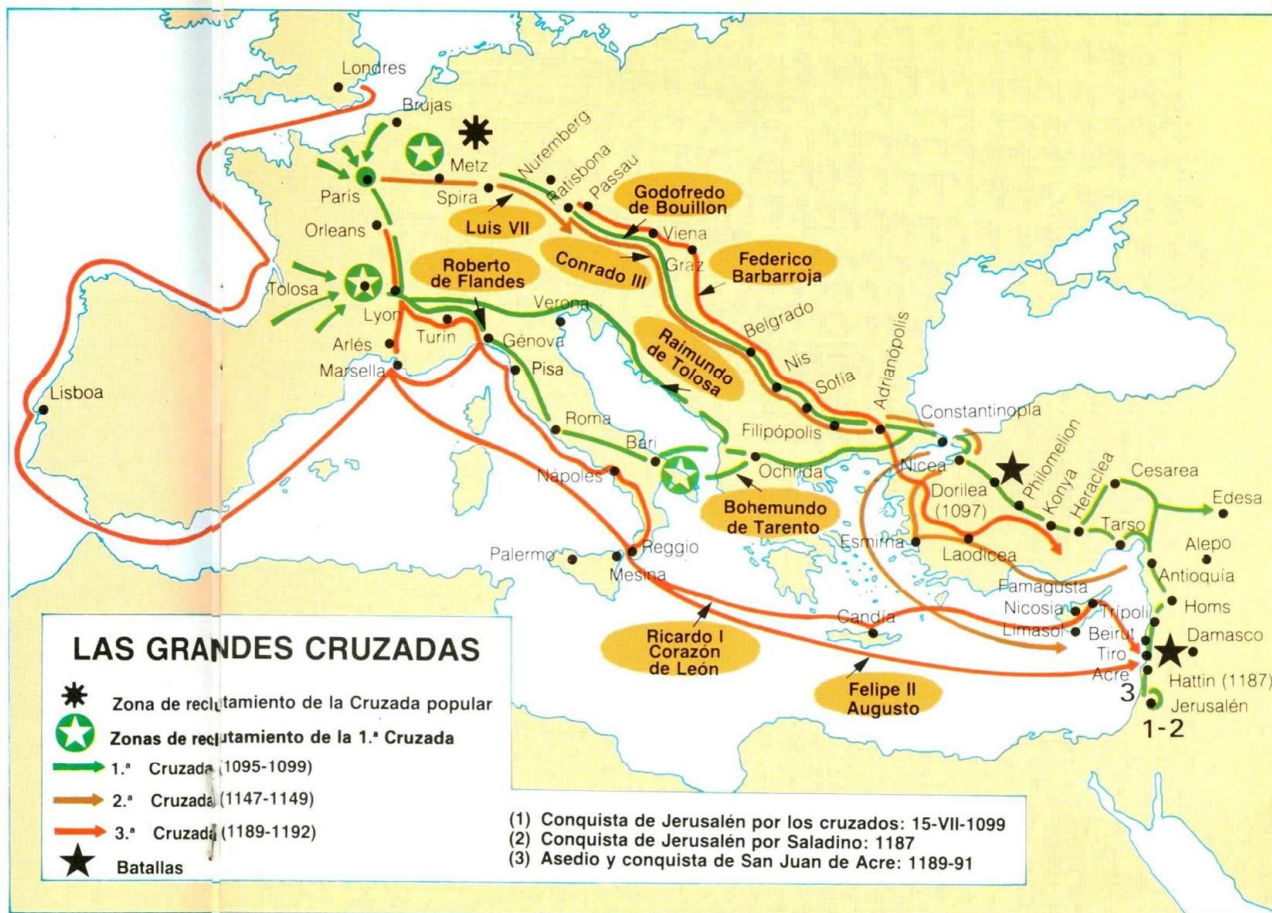 Londres
Brujas
Metz
Nuremberg
Ratisbona
Passau
París
Spira
Luis VII
Godofredo
de Bouillon
Viena
Orleans
Conrado III
Graz
Federico
Barbarroja
Roberto
de Flandes
Tolosa
Lyon
Verona
Turín
Génova
Belgrado
Arlés
Marsella
Pisa
Raimundo
de Tolosa
Nis
Sofía
Adrianópolis
Lisboa
Roma
Bari
Filipópolis
Constantinopla
Nápoles
Ochrida
Nicea
Philomelion
Konya
Heraclea
Cesarea
Edesa
Bohemundo
de Tarento
Dorilea
(1097)
Esmirna
Laodicea
Tarso
Alepo
Palermo
Reggio
Mesina
Antioquía
Famagusta
Nicosia
Limasol
Trípoli
Homs
Candía
Beirut
Damasco
Tiro
Acre
Hattin (1187)
Jerusalén
3
1-2
Ricardo I
Corazón
de León
Felipe II
Augusto
LAS GRANDES CRUZADAS
Zona de reclutamiento de la Cruzada popular
Zonas de reclutamiento de la 1.ª Cruzada
1.ª Cruzada (1095-1099)
2.ª Cruzada (1147-1149)
3.ª Cruzada (1189-1192)
Batallas
(1) Conquista de Jerusalén por los cruzados: 15-VII-1099
(2) Conquista de Jerusalén por Saladino: 1187
(3) Asedio y conquista de San Juan de Acre: 1189-91